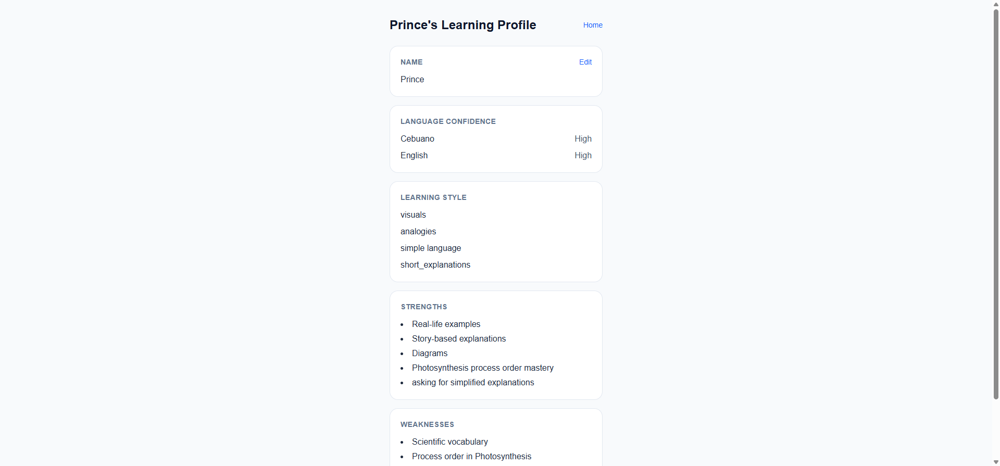 Prince's Learning Profile
Home
NAME
Edit
Prince
LANGUAGE CONFIDENCE
Cebuano High
English High
LEARNING STYLE
visuals
analogies
simple language
short_explanations
STRENGTHS
• Real-life examples
• Story-based explanations
• Diagrams
• Photosynthesis process order mastery
• asking for simplified explanations
WEAKNESSES
• Scientific vocabulary
• Process order in Photosynthesis